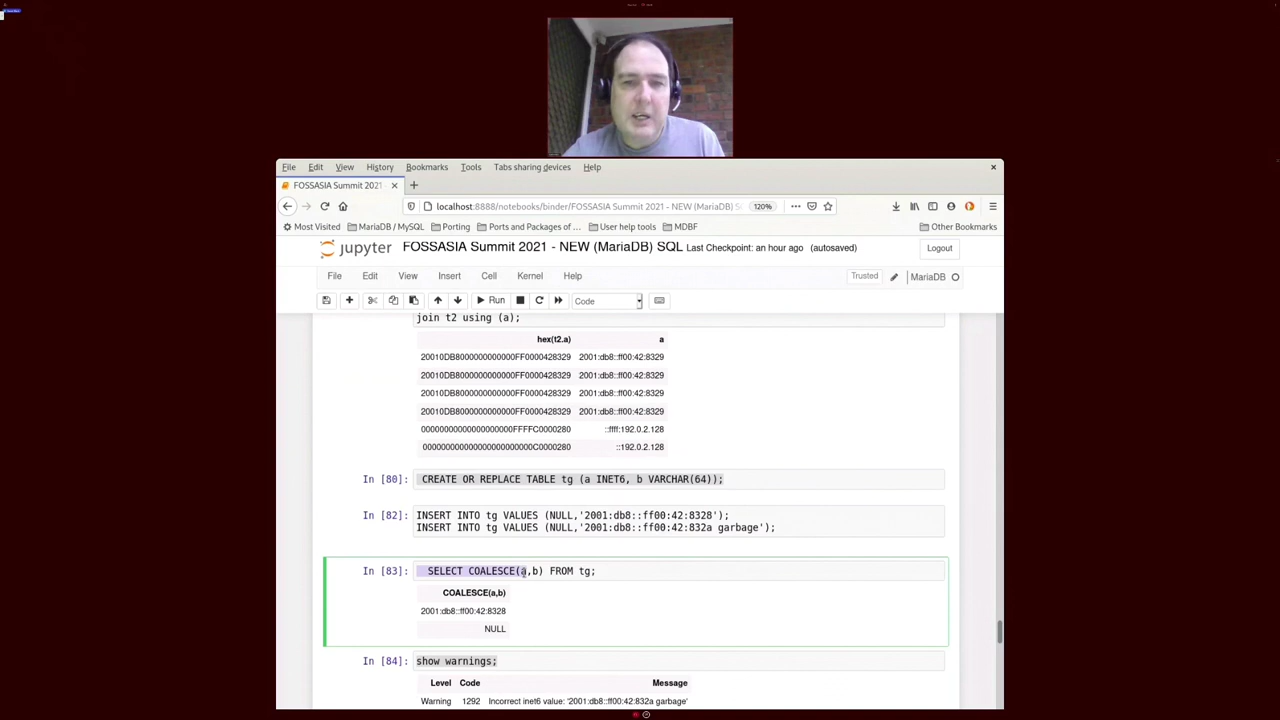 File Edit View History Bookmarks Tools Tabs sharing devices Help
FOSSASIA Summit 2021 -
localhost:8888/notebooks/binder/FOSSASIA Summit 2021 - NEW (MariaDB) 120%
Most Visited MariaDB / MySQL Porting Ports and Packages of ... User help tools MDBF Other Bookmarks
jupyter FOSSASIA Summit 2021 - NEW (MariaDB) SQL Last Checkpoint: an hour ago (autosaved) Logout
File Edit View Insert Cell Kernel Help Trusted MariaDB
Run Code
join t2 using (a);
hex(t2.a) a
20010DB8000000000000FF0000428329 2001:db8::ff00:42:8329
20010DB8000000000000FF0000428329 2001:db8::ff00:42:8329
20010DB8000000000000FF0000428329 2001:db8::ff00:42:8329
20010DB8000000000000FF0000428329 2001:db8::ff00:42:8329
00000000000000000000FFFFC0000280 ::ffff:192.0.2.128
000000000000000000000000C0000280 ::192.0.2.128
In [80]: CREATE OR REPLACE TABLE tg (a INET6, b VARCHAR(64));
In [82]: INSERT INTO tg VALUES (NULL,'2001:db8::ff00:42:8328');
INSERT INTO tg VALUES (NULL,'2001:db8::ff00:42:832a garbage');
In [83]: SELECT COALESCE(a,b) FROM tg;
COALESCE(a,b)
2001:db8::ff00:42:8328
NULL
In [84]: show warnings;
Level Code Message
Warning 1292 Incorrect inet6 value: '2001:db8::ff00:42:832a garbage'